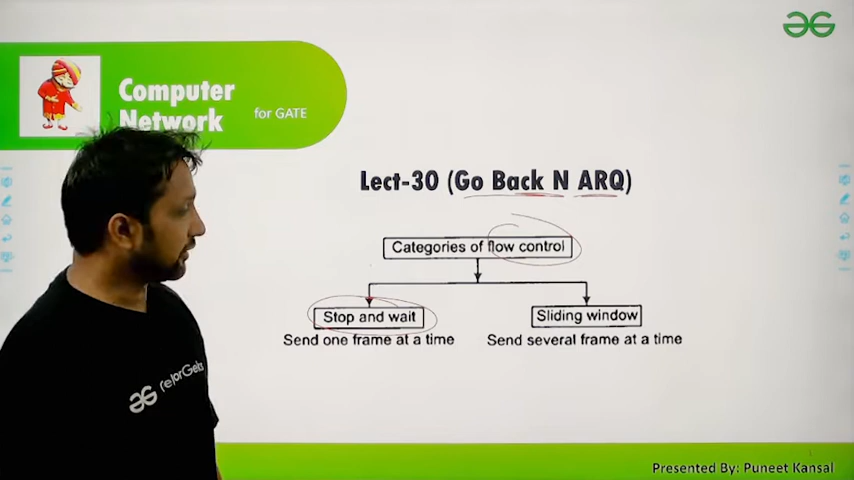 Computer
Network
for GATE
Lect-30 (Go Back N ARQ)
Categories of flow control
Stop and wait
Sliding window
Send one frame at a time
Send several frame at a time
Presented By: Puneet Kansal